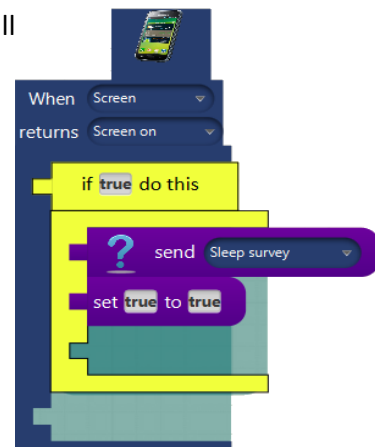 ll
When Screen
returns Screen on
if true do this
? send Sleep survey
set true to true